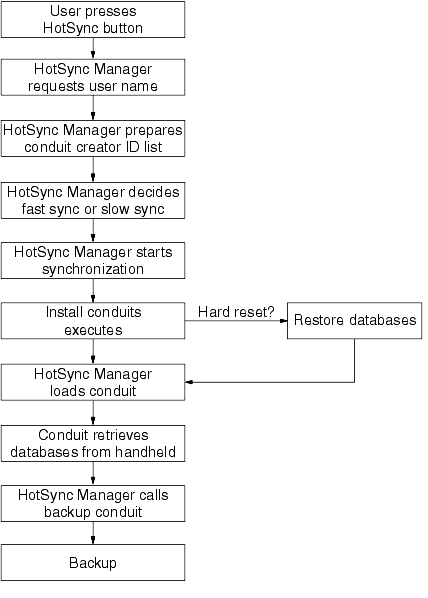 User presses
HotSync button
HotSync Manager
requests user name
HotSync Manager prepares
conduit creator ID list
HotSync Manager decides
fast sync or slow sync
HotSync Manager starts
synchronization
Install conduits
executes
Hard reset?
Restore databases
HotSync Manager
loads conduit
Conduit retrieves
databases from handheld
HotSync Manager calls
backup conduit
Backup